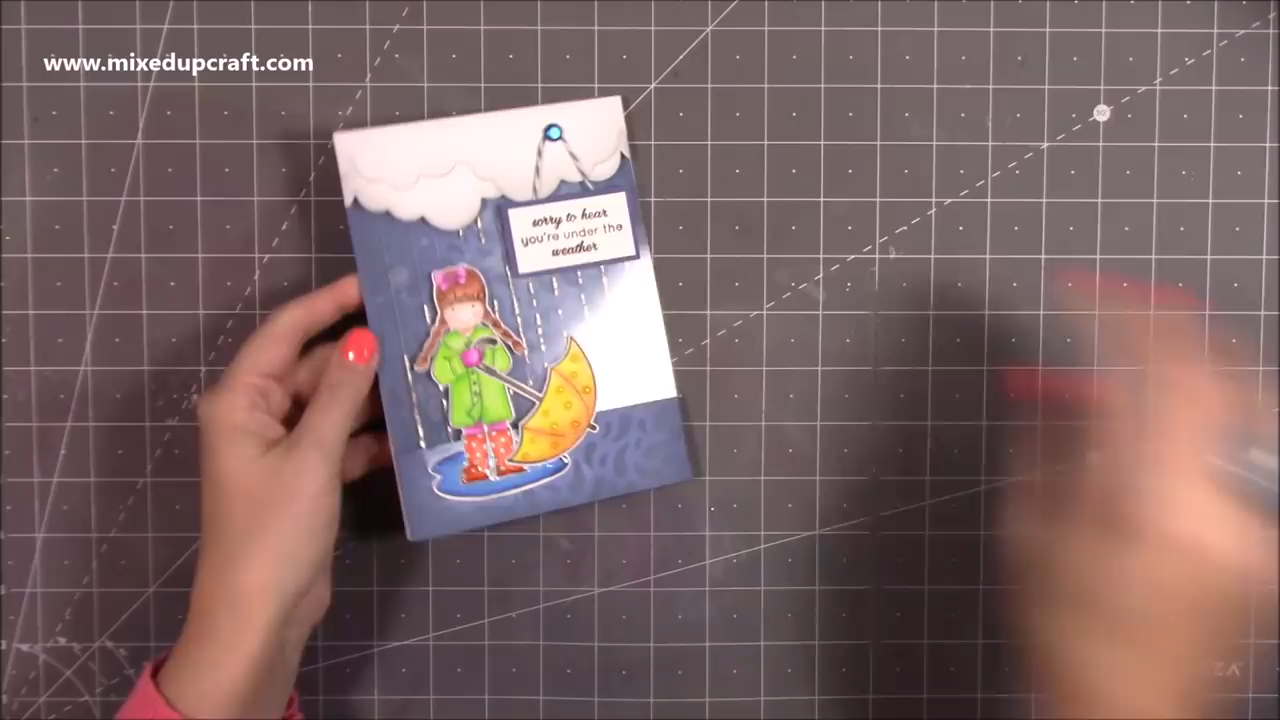 www.mixedupcraft.com
sorry to hear
you're under the
weather